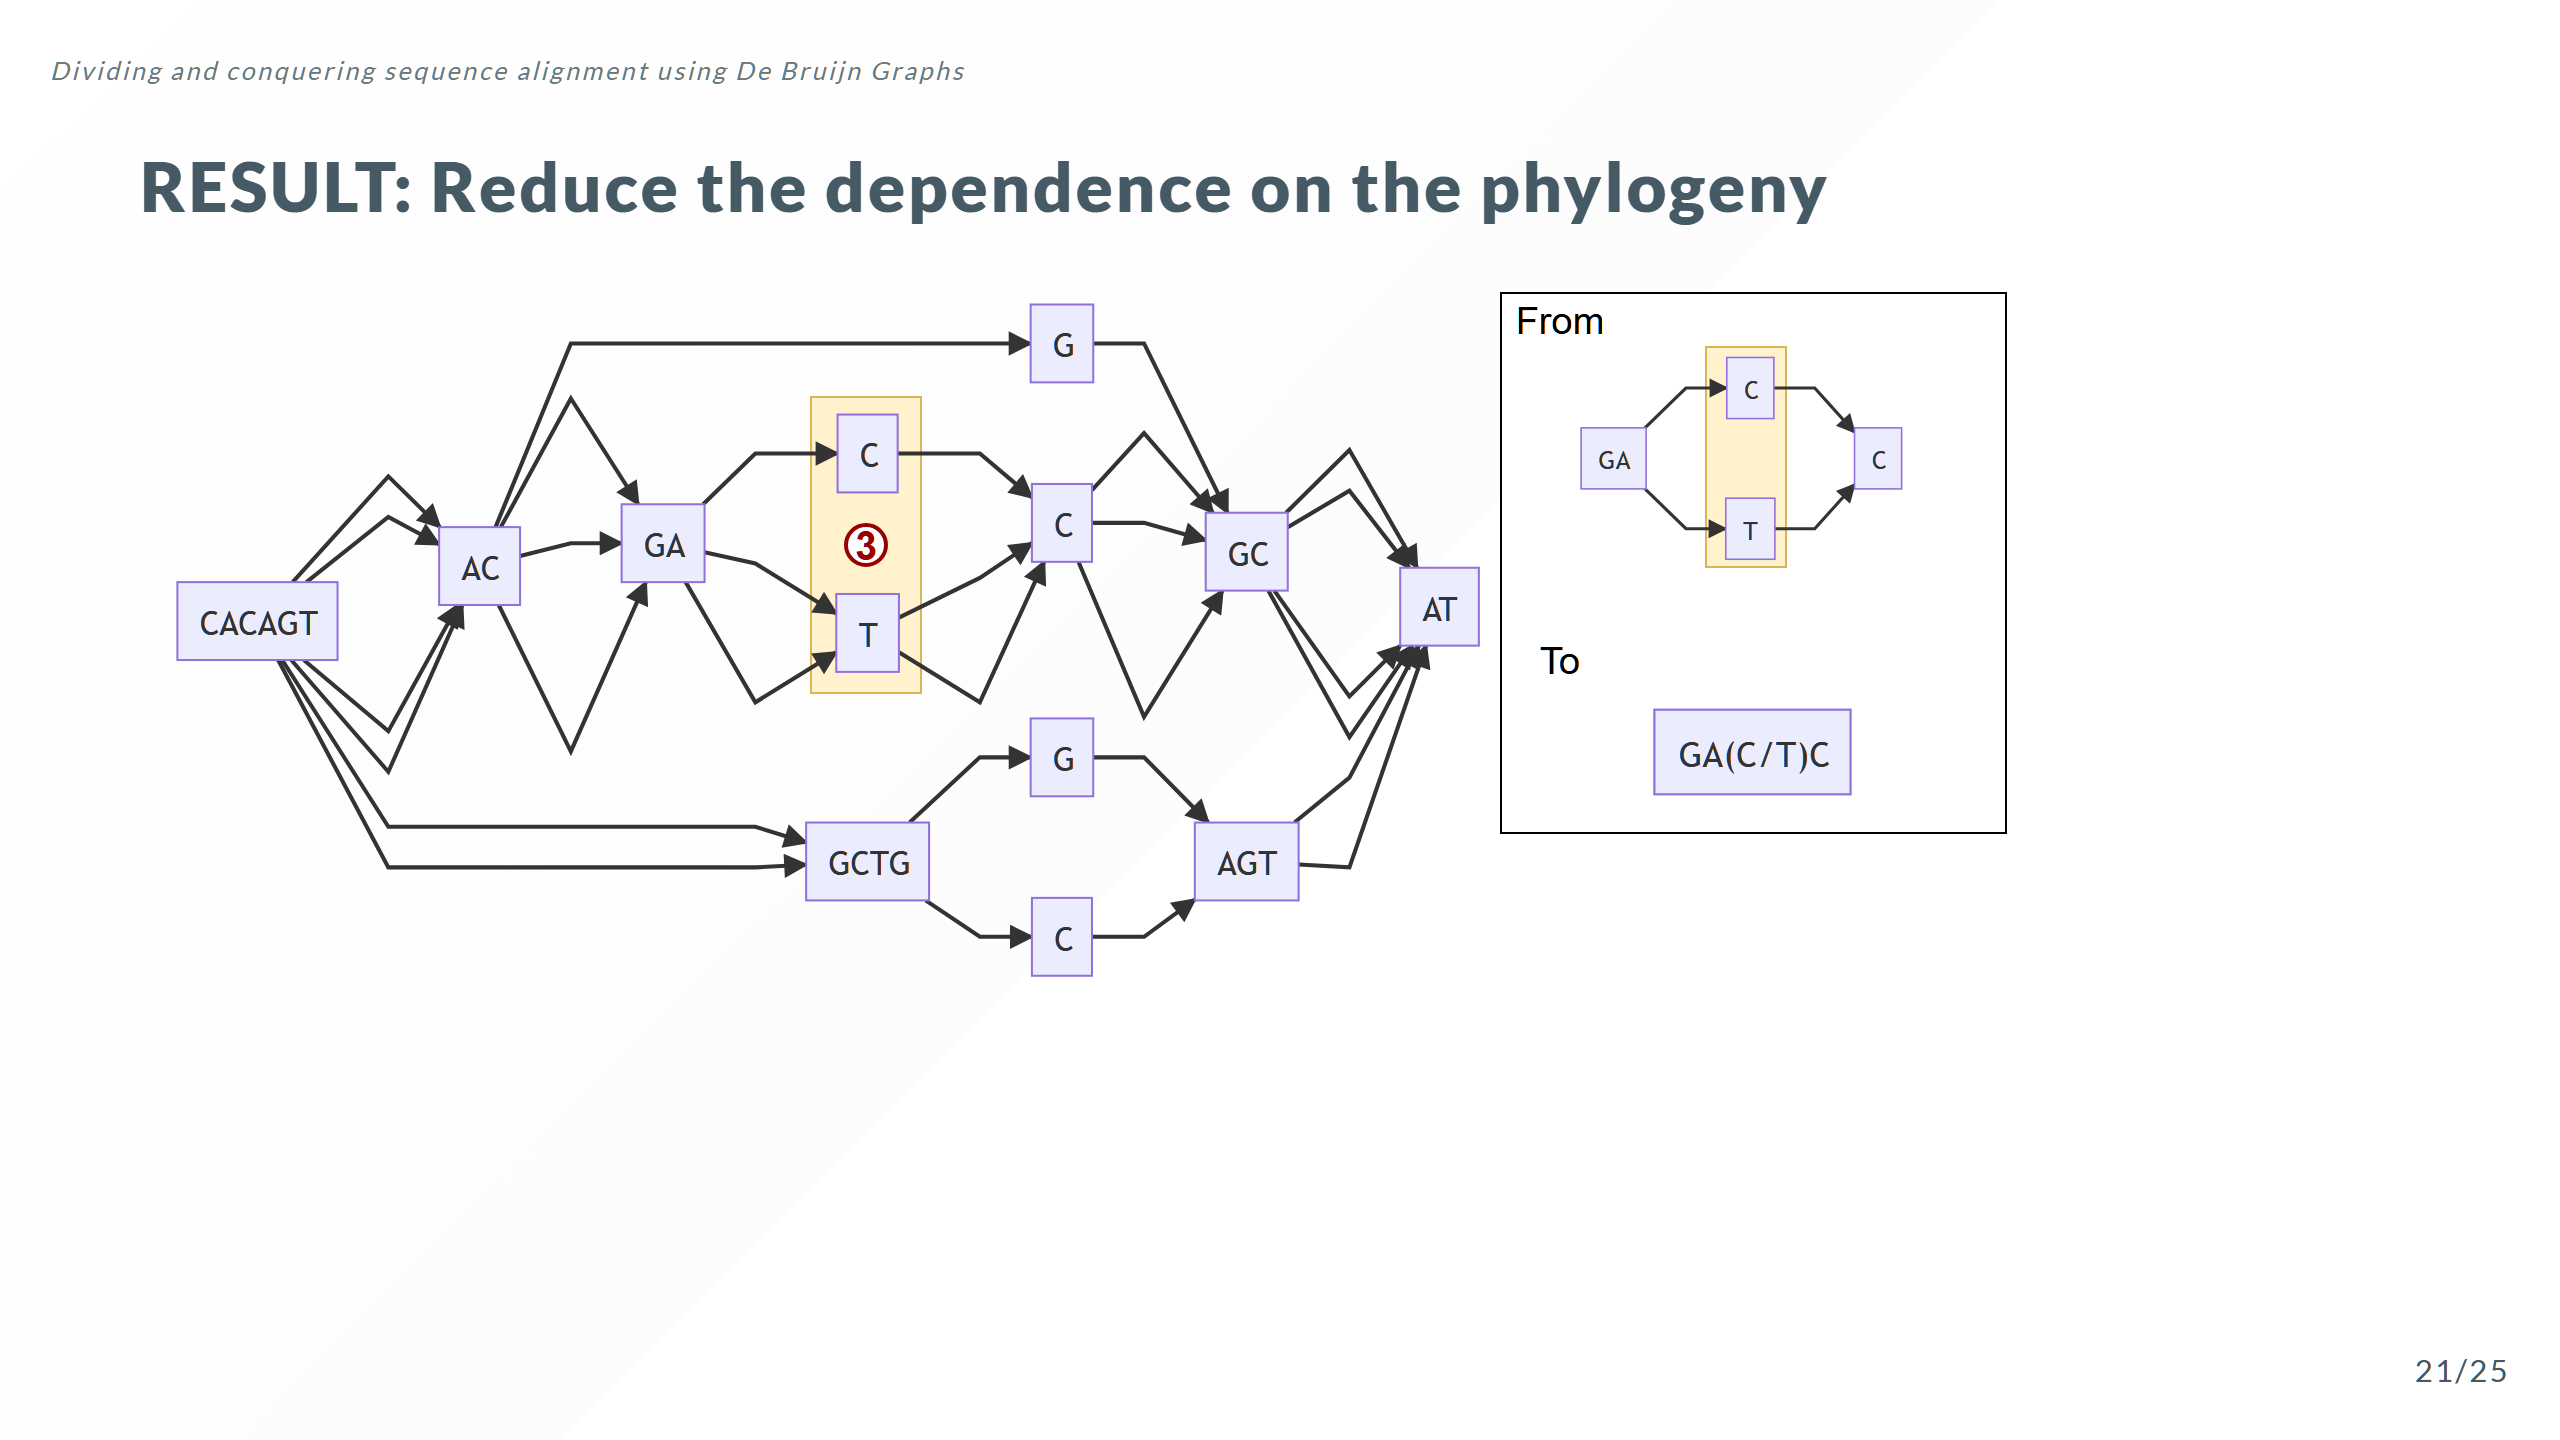 Dividing and conquering sequence alignment using De Bruijn Graphs
RESULT: Reduce the dependence on the phylogeny
G
C
③
T
C
GA
AC
CACAGT
GC
AT
G
GCTG
AGT
C
From
C
GA
C
T
To
GA(C/T)C
21/25